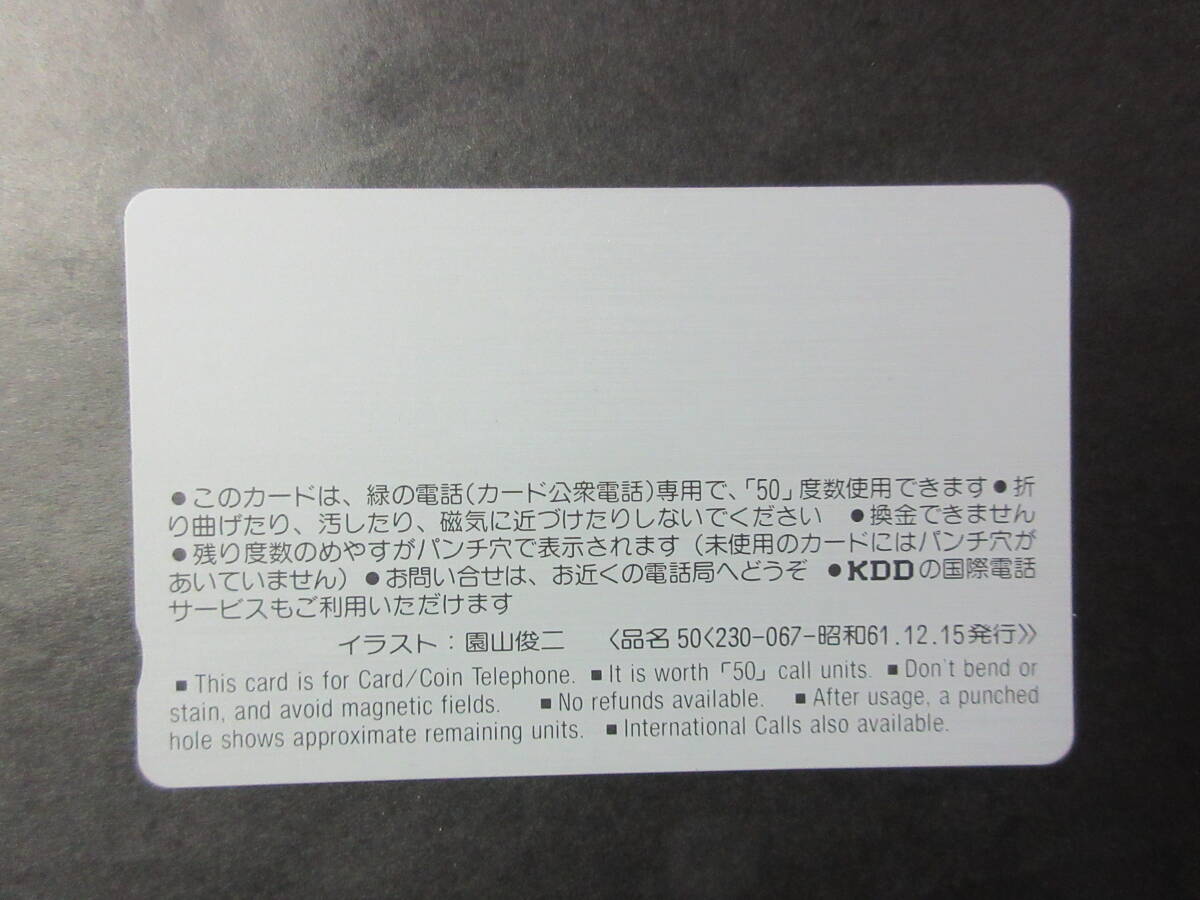 ●このカードは、緑の電話(カード公衆電話)専用で、「50」度数使用できます●折
り曲げたり、汚したり、磁気に近づけたりしないでください ●換金できません
●残り度数のめやすがパンチ穴で表示されます(未使用のカードにはパンチ穴が
あいていません)●お問い合せは、お近くの電話局へどうぞ ●KDDの国際電話
サービスもご利用いただけます
イラスト:園山俊二 〈品名50〈230-067-昭和61.12.15発行〉〉
■This card is for Card/Coin Telephone. ■It is worth「50」call units. ■Don't bend or
stain, and avoid magnetic fields. ■No refunds available. ■After usage, a punched
hole shows approximate remaining units. ■International Calls also available.